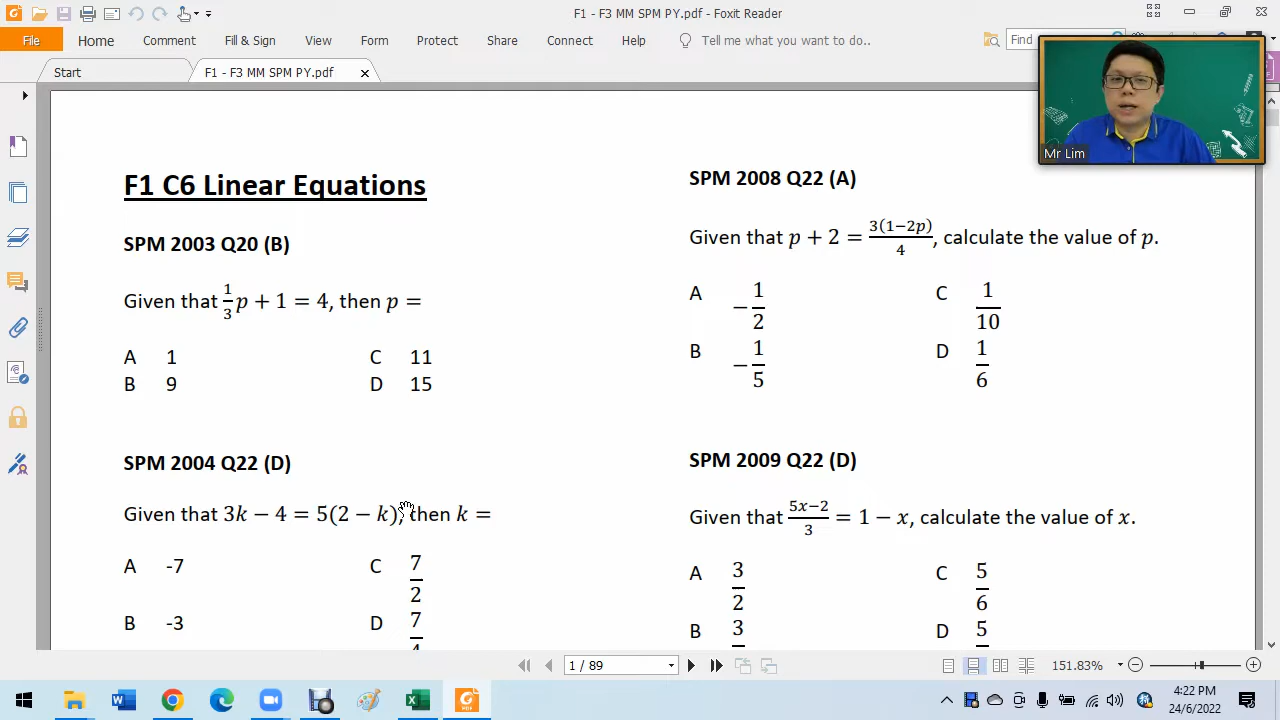 F1 - F3 MM SPM PY.pdf - Foxit Reader
File Home Comment Fill & Sign View Form Protect Share Connect Help Tell me what you want to do.. Find
Start F1 - F3 MM SPM PY.pdf
Mr Lim
F1 C6 Linear Equations
SPM 2003 Q20 (B)
Given that 1/3 p + 1 = 4, then p =
A 1 C 11
B 9 D 15
SPM 2004 Q22 (D)
Given that 3k − 4 = 5(2 − k), then k =
A -7 C 7/2
B -3 D 7/4
SPM 2008 Q22 (A)
Given that p + 2 = 3(1−2p)/4, calculate the value of p.
A −1/2 C 1/10
B −1/5 D 1/6
SPM 2009 Q22 (D)
Given that 5x−2/3 = 1 − x, calculate the value of x.
A 3/2 C 5/6
B 3 D 5
1 / 89 151.83%
4:22 PM
24/6/2022